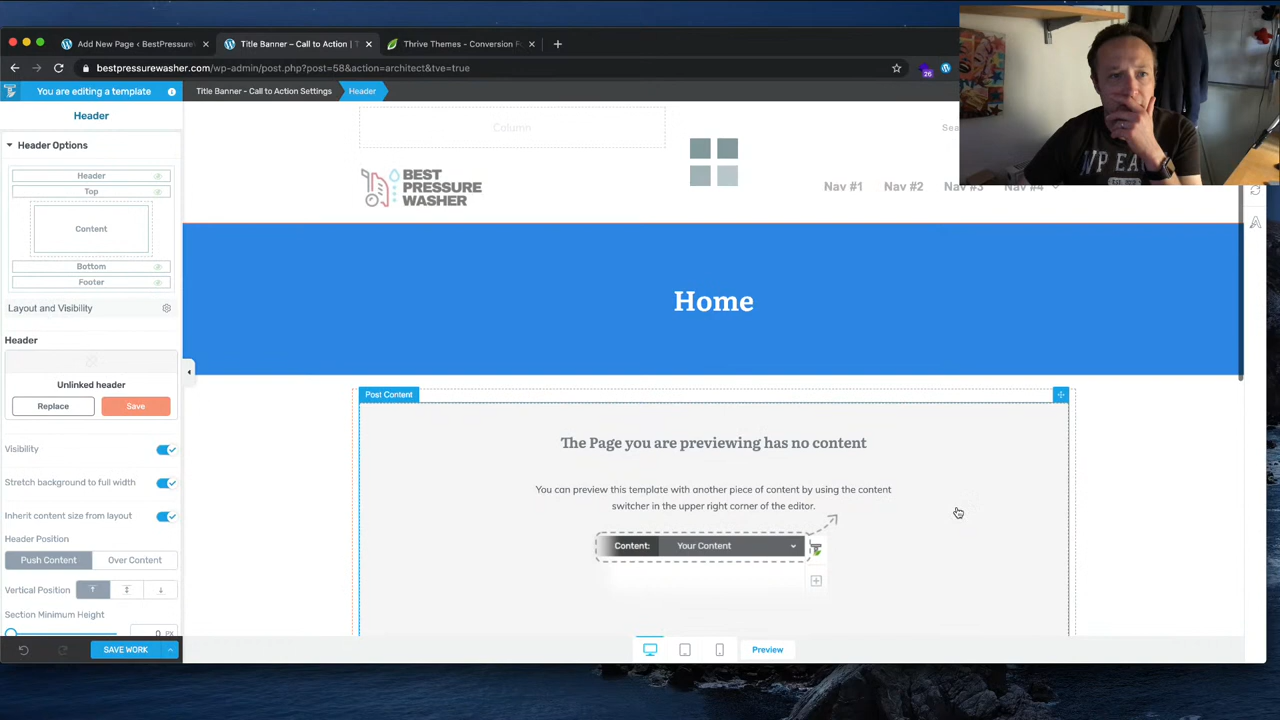 Add New Page ‹ BestPressure
Title Banner – Call to Action |
Thrive Themes - Conversion Fo
bestpressurewasher.com/wp-admin/post.php?post=58&action=architect&tve=true
26
You are editing a template
Title Banner - Call to Action Settings
Header
Header
Header Options
Header
Top
Content
Bottom
Footer
Layout and Visibility
Header
Unlinked header
Replace
Save
Visibility
Stretch background to full width
Inherit content size from layout
Header Position
Push Content
Over Content
Vertical Position
Section Minimum Height
0 PX
SAVE WORK
Column
Sea
BEST
PRESSURE
WASHER
Nav #1
Nav #2
Nav #3
Nav #4
Home
Post Content
The Page you are previewing has no content
You can preview this template with another piece of content by using the content
switcher in the upper right corner of the editor.
Content:
Your Content
Preview
A